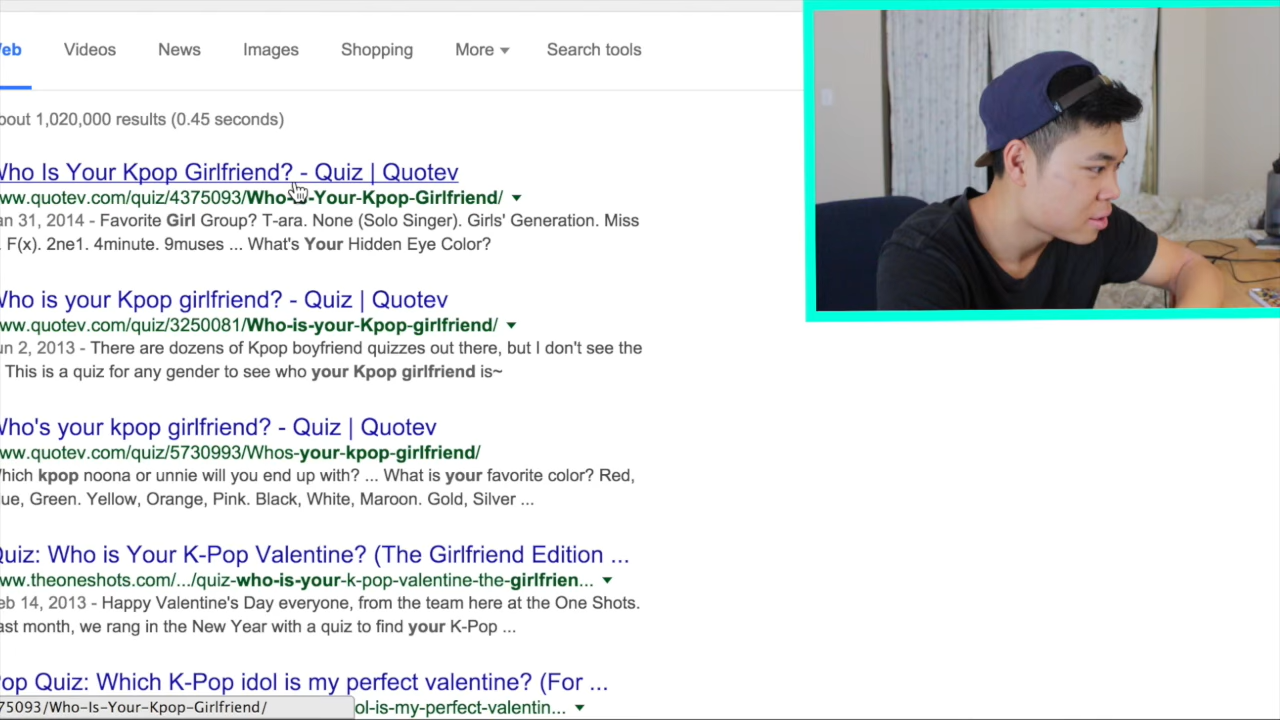 eb Videos News Images Shopping More Search tools
bout 1,020,000 results (0.45 seconds)
Who Is Your Kpop Girlfriend? - Quiz | Quotev
ww.quotev.com/quiz/4375093/Who-Is-Your-Kpop-Girlfriend/
an 31, 2014 - Favorite Girl Group? T-ara. None (Solo Singer). Girls' Generation. Miss
. F(x). 2ne1. 4minute. 9muses ... What's Your Hidden Eye Color?
Who is your Kpop girlfriend? - Quiz | Quotev
ww.quotev.com/quiz/3250081/Who-is-your-Kpop-girlfriend/
un 2, 2013 - There are dozens of Kpop boyfriend quizzes out there, but I don't see the
This is a quiz for any gender to see who your Kpop girlfriend is~
Who's your kpop girlfriend? - Quiz | Quotev
ww.quotev.com/quiz/5730993/Whos-your-kpop-girlfriend/
hich kpop noona or unnie will you end up with? ... What is your favorite color? Red,
ue, Green. Yellow, Orange, Pink. Black, White, Maroon. Gold, Silver ...
Quiz: Who is Your K-Pop Valentine? (The Girlfriend Edition ...
ww.theoneshots.com/.../quiz-who-is-your-k-pop-valentine-the-girlfrien...
eb 14, 2013 - Happy Valentine's Day everyone, from the team here at the One Shots.
ast month, we rang in the New Year with a quiz to find your K-Pop ...
op Quiz: Which K-Pop idol is my perfect valentine? (For ...
75093/Who-Is-Your-Kpop-Girlfriend/ ol-is-my-perfect-valentin...